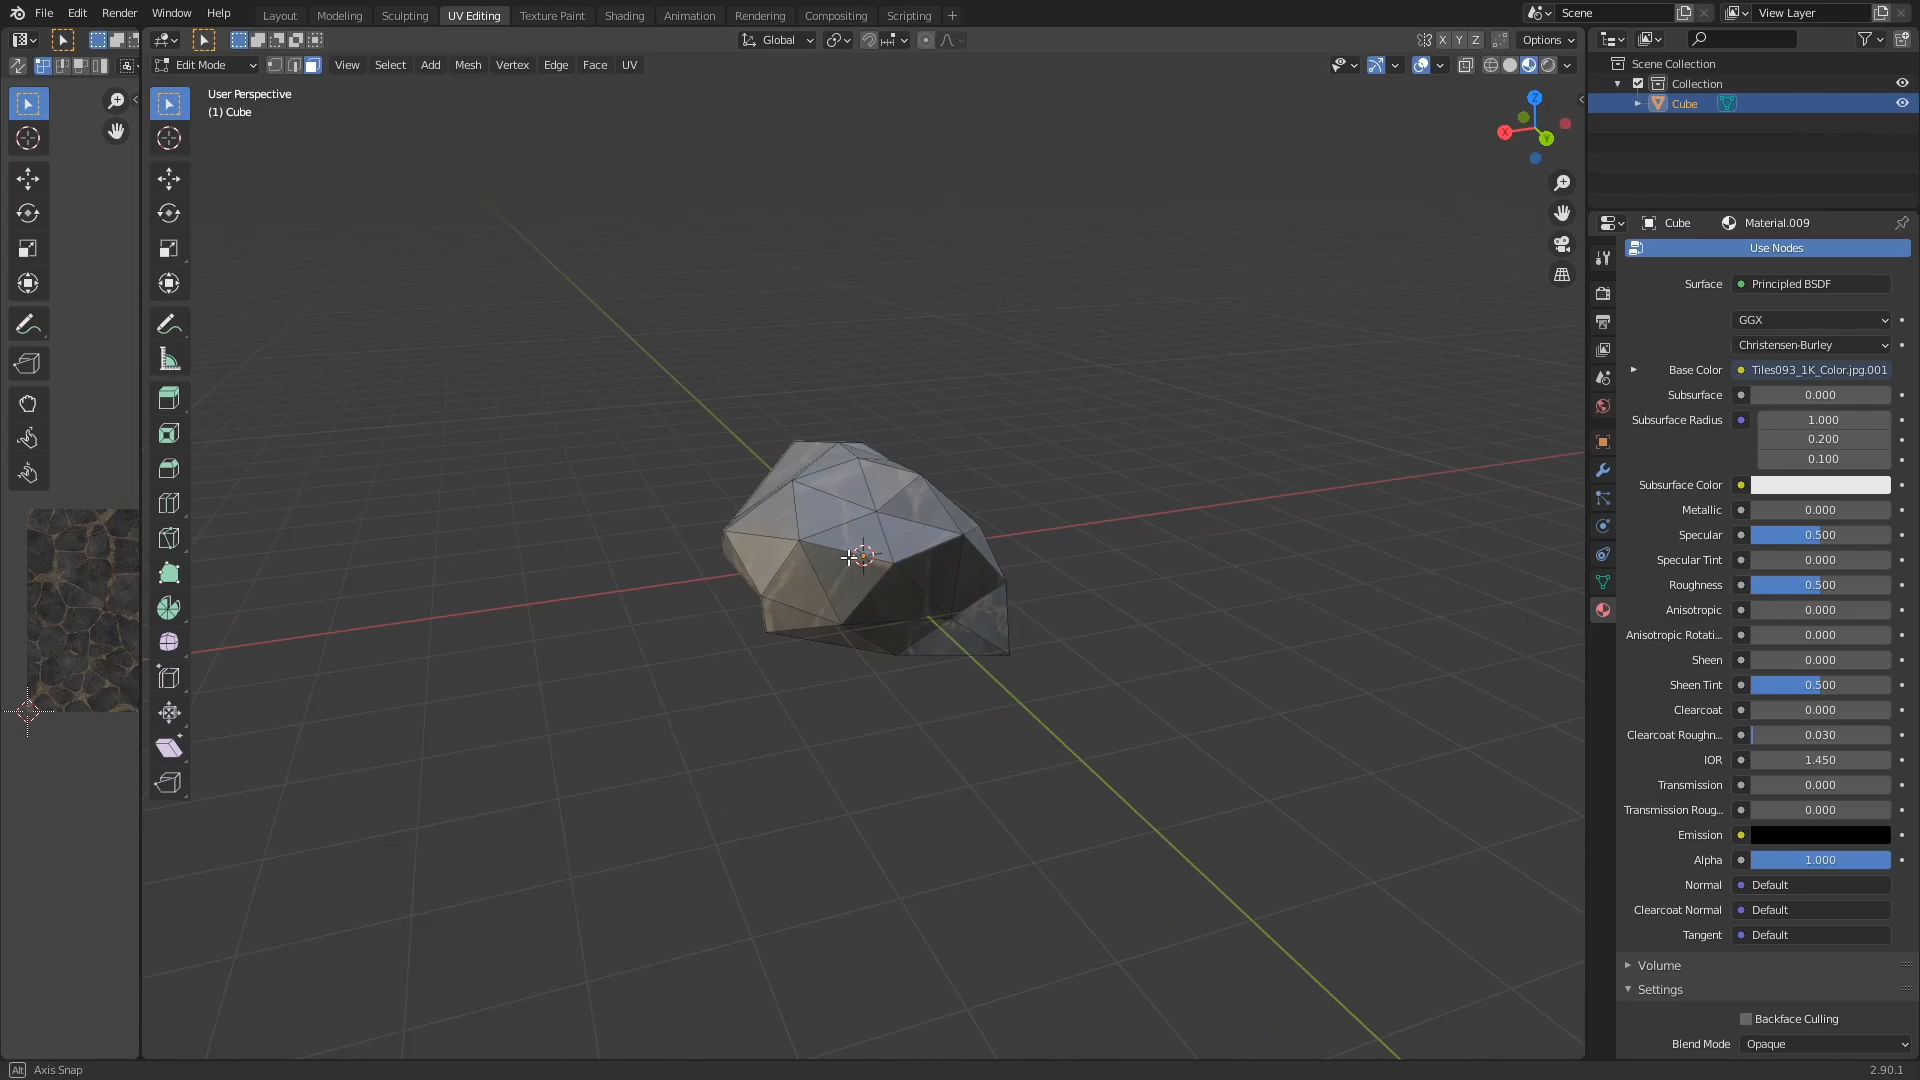 File Edit Render Window Help Layout Modeling Sculpting UV Editing Texture Paint Shading Animation Rendering Compositing Scripting + Scene View Layer
Global X Y Z Options
Edit Mode View Select Add Mesh Vertex Edge Face UV
User Perspective
(1) Cube
Z
X
Y
Scene Collection
Collection
Cube
Cube Material.009
Use Nodes
Surface Principled BSDF
GGX
Christensen-Burley
Base Color Tiles093_1K_Color.jpg.001
Subsurface 0.000
Subsurface Radius 1.000
0.200
0.100
Subsurface Color
Metallic 0.000
Specular 0.500
Specular Tint 0.000
Roughness 0.500
Anisotropic 0.000
Anisotropic Rotati... 0.000
Sheen 0.000
Sheen Tint 0.500
Clearcoat 0.000
Clearcoat Roughn... 0.030
IOR 1.450
Transmission 0.000
Transmission Roug... 0.000
Emission
Alpha 1.000
Normal Default
Clearcoat Normal Default
Tangent Default
Volume
Settings
Backface Culling
Blend Mode Opaque
Alt Axis Snap 2.90.1